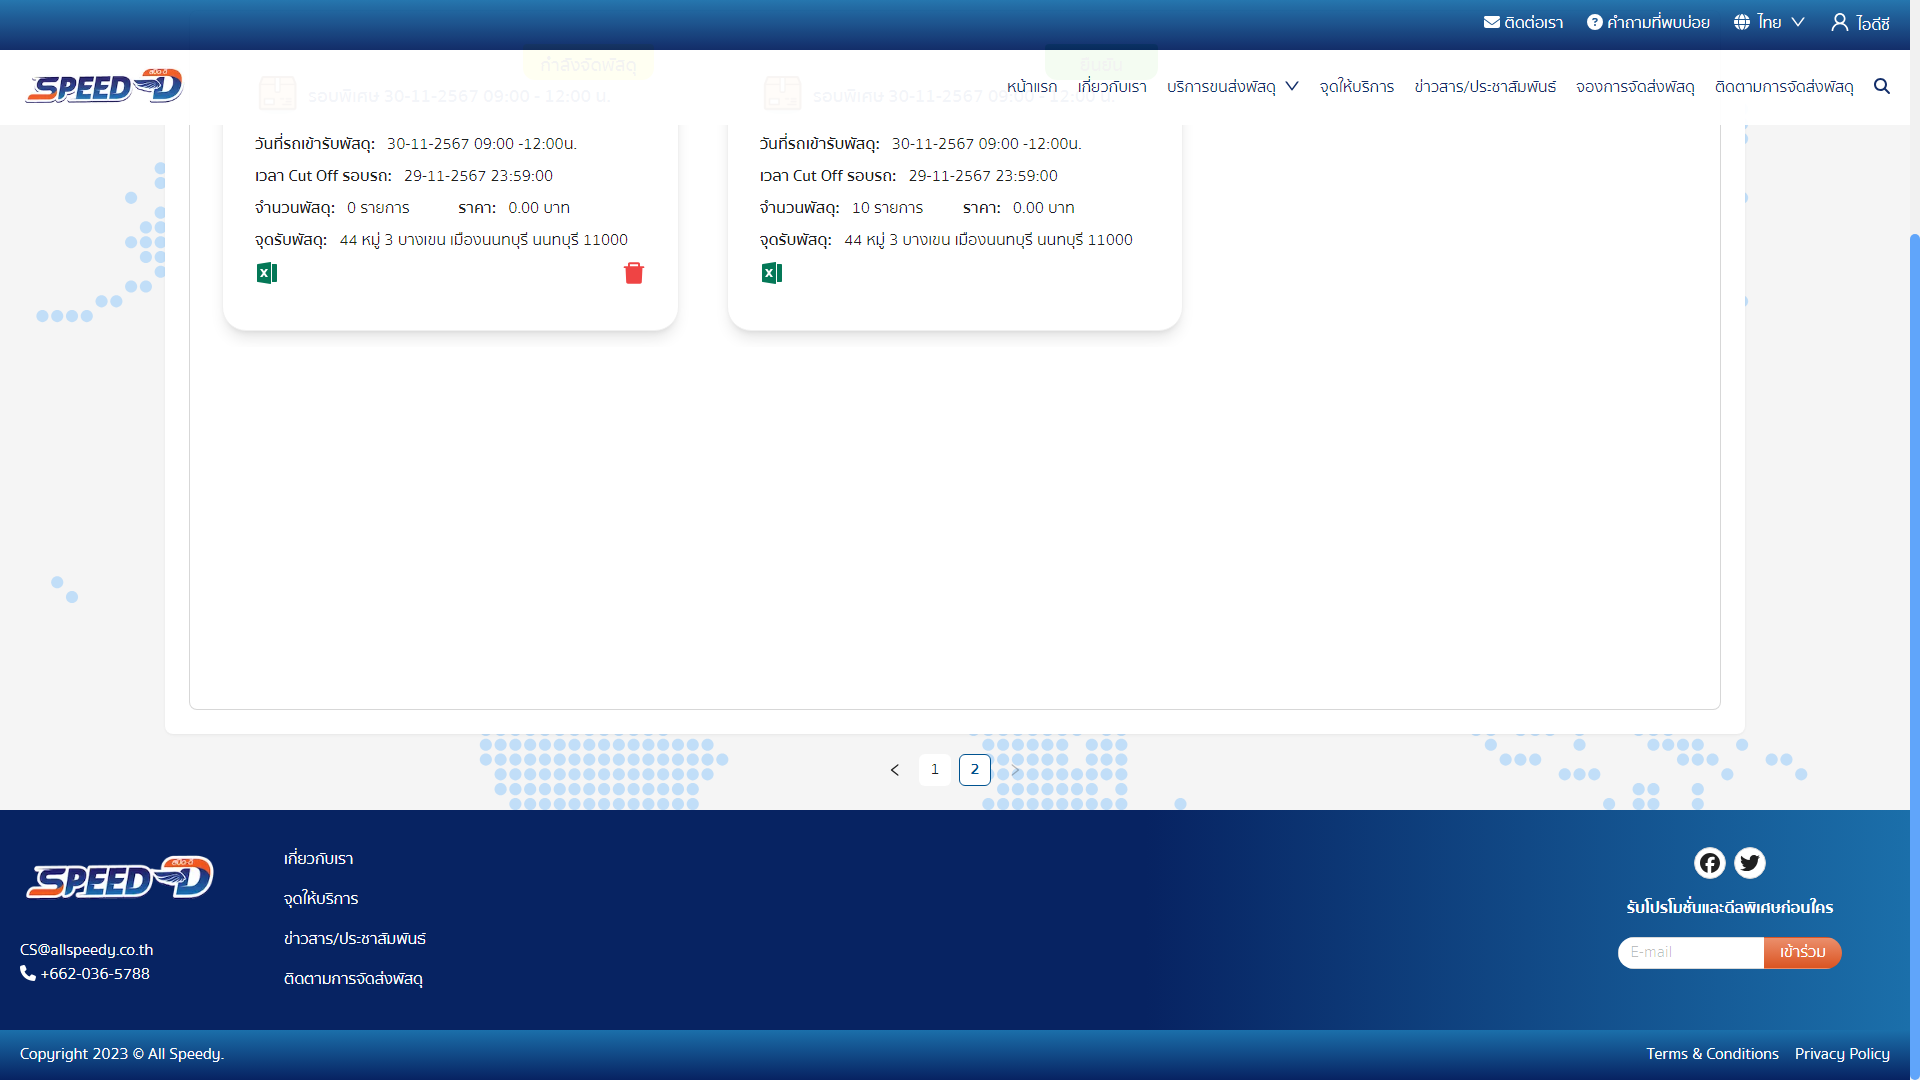 ติดต่อเรา คำถามที่พบบ่อย ไทย ไอดีซี
สปีด-ดี
SPEED-D
หน้าแรก เกี่ยวกับเรา บริการขนส่งพัสดุ จุดให้บริการ ข่าวสาร/ประชาสัมพันธ์ จองการจัดส่งพัสดุ ติดตามการจัดส่งพัสดุ
กำลังจัดพัสดุ
รอบพิเศษ 30-11-2567 09:00 - 12:00 น.
วันที่รถเข้ารับพัสดุ: 30-11-2567 09:00 -12:00น.
เวลา Cut Off รอบรถ: 29-11-2567 23:59:00
จำนวนพัสดุ: 0 รายการ ราคา: 0.00 บาท
จุดรับพัสดุ: 44 หมู่ 3 บางเขน เมืองนนทบุรี นนทบุรี 11000
ยืนยัน
รอบพิเศษ 30-11-2567 09:00 - 12:00 น.
วันที่รถเข้ารับพัสดุ: 30-11-2567 09:00 -12:00น.
เวลา Cut Off รอบรถ: 29-11-2567 23:59:00
จำนวนพัสดุ: 10 รายการ ราคา: 0.00 บาท
จุดรับพัสดุ: 44 หมู่ 3 บางเขน เมืองนนทบุรี นนทบุรี 11000
1 2
สปีด-ดี
SPEED-D
CS@allspeedy.co.th
+662-036-5788
เกี่ยวกับเรา
จุดให้บริการ
ข่าวสาร/ประชาสัมพันธ์
ติดตามการจัดส่งพัสดุ
รับโปรโมชั่นและดีลพิเศษก่อนใคร
E-mail เข้าร่วม
Copyright 2023 © All Speedy.
Terms & Conditions Privacy Policy